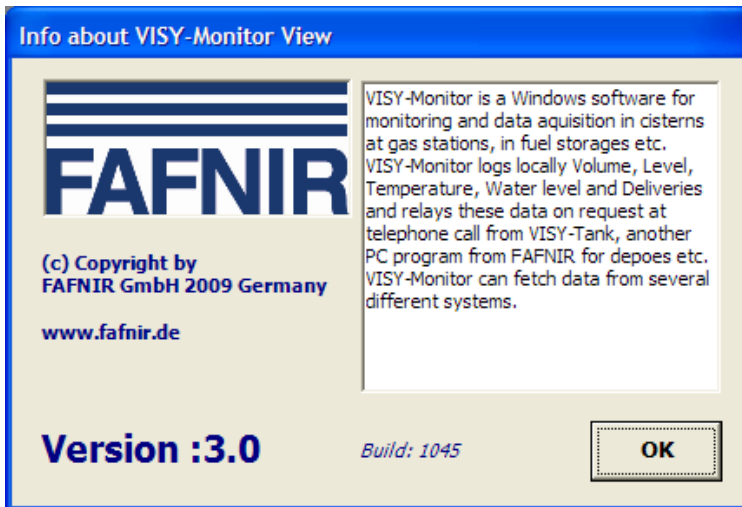 Info about VISY-Monitor View
FAFNIR
(c) Copyright by
FAFNIR GmbH 2009 Germany
www.fafnir.de
VISY-Monitor is a Windows software for
monitoring and data aquisition in cisterns
at gas stations, in fuel storages etc.
VISY-Monitor logs locally Volume, Level,
Temperature, Water level and Deliveries
and relays these data on request at
telephone call from VISY-Tank, another
PC program from FAFNIR for depoes etc.
VISY-Monitor can fetch data from several
different systems.
Version :3.0
Build: 1045
OK